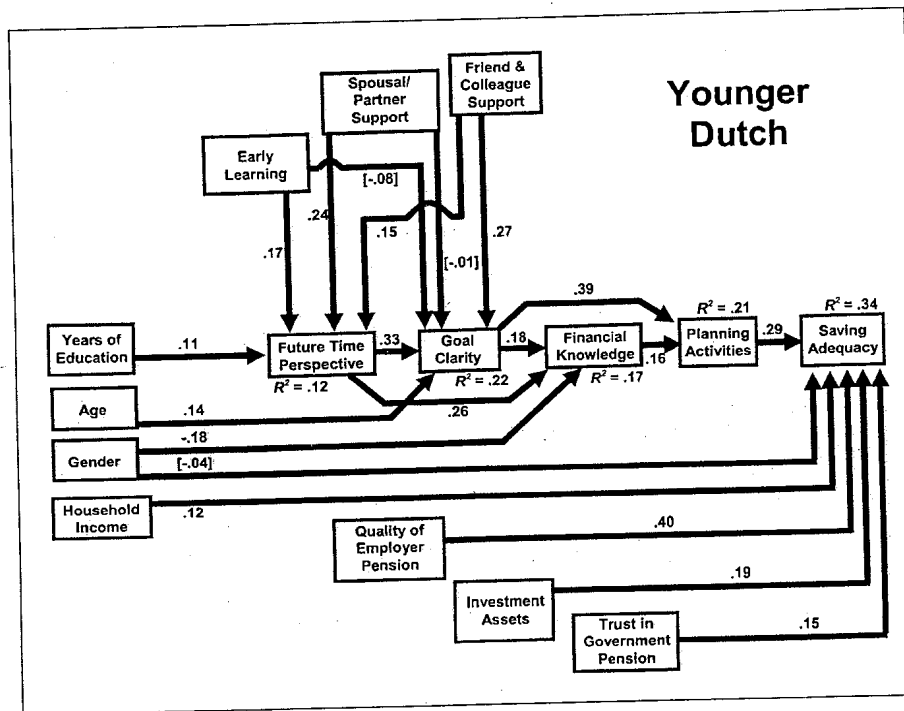 Younger
Dutch
Friend &
Colleague
Support
Spousal/
Partner
Support
Early
Learning
[-.08]
.24
.15
.27
.17
[-.01]
.39
Years of
Education
.11
Future Time
Perspective
R² = .12
.33
Goal
Clarity
R² = .22
.18
Financial
Knowledge
R² = .17
.16
R² = .21
Planning
Activities
.29
R² = .34
Saving
Adequacy
.26
Age
.14
Gender
-.18
[-.04]
Household
Income
.12
Quality of
Employer
Pension
.40
Investment
Assets
.19
Trust in
Government
Pension
.15